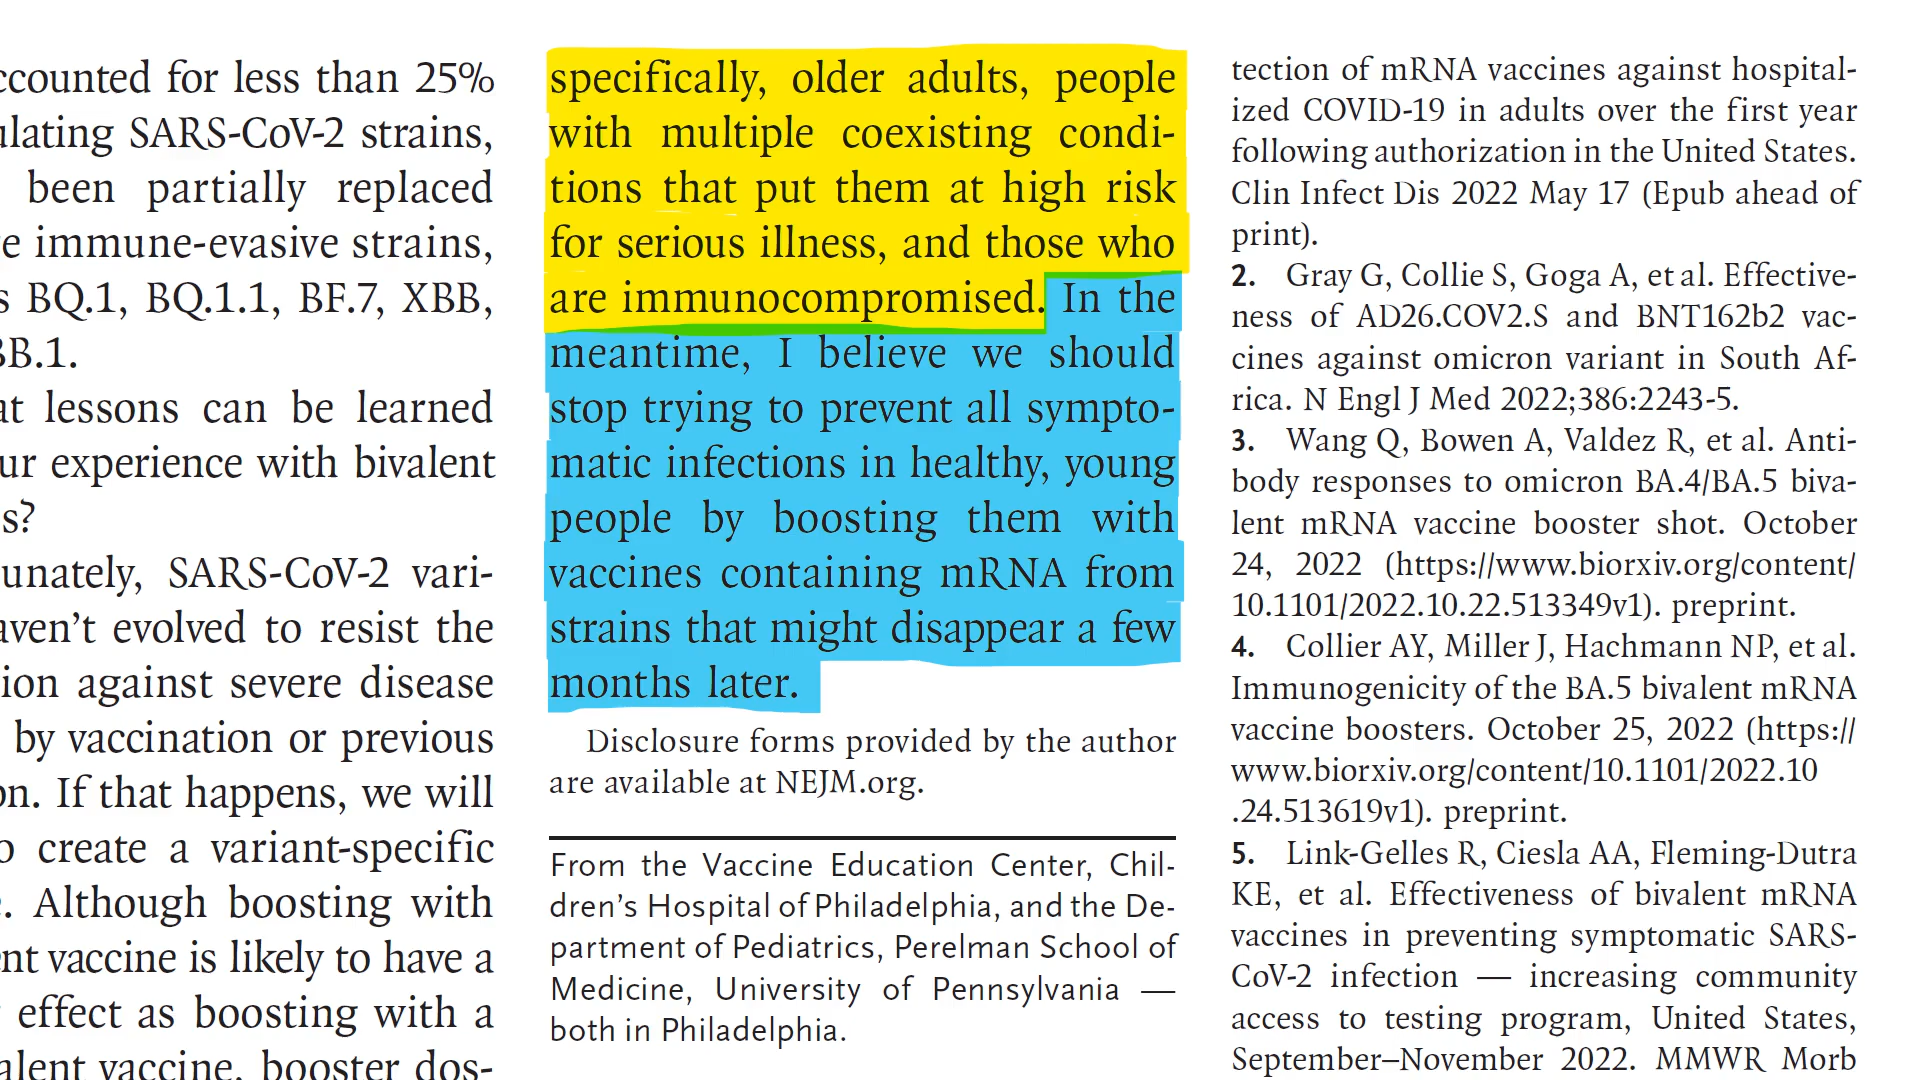 accounted for less than 25%
SARS-CoV-2 strains,
been partially replaced
immune-evasive strains,
BQ.1, BQ.1.1, BF.7, XBB,
lessons can be learned
experience with bivalent
SARS-CoV-2 vari-
evolved to resist the
against severe disease
by vaccination or previous
If that happens, we will
create a variant-specific
Although boosting with
vaccine is likely to have a
effect as boosting with a
vaccine, booster dos-
specifically, older adults, people
with multiple coexisting condi-
tions that put them at high risk
for serious illness, and those who
are immunocompromised. In the
meantime, I believe we should
stop trying to prevent all sympto-
matic infections in healthy, young
people by boosting them with
vaccines containing mRNA from
strains that might disappear a few
months later.
Disclosure forms provided by the author
are available at NEJM.org.
From the Vaccine Education Center, Chil-
dren’s Hospital of Philadelphia, and the De-
partment of Pediatrics, Perelman School of
Medicine, University of Pennsylvania —
both in Philadelphia.
tection of mRNA vaccines against hospital-
ized COVID-19 in adults over the first year
following authorization in the United States.
Clin Infect Dis 2022 May 17 (Epub ahead of
print).
2. Gray G, Collie S, Goga A, et al. Effective-
ness of AD26.COV2.S and BNT162b2 vac-
cines against omicron variant in South Af-
rica. N Engl J Med 2022;386:2243-5.
3. Wang Q, Bowen A, Valdez R, et al. Anti-
body responses to omicron BA.4/BA.5 biva-
lent mRNA vaccine booster shot. October
24, 2022 (https://www.biorxiv.org/content/
10.1101/2022.10.22.513349v1). preprint.
4. Collier AY, Miller J, Hachmann NP, et al.
Immunogenicity of the BA.5 bivalent mRNA
vaccine boosters. October 25, 2022 (https://
www.biorxiv.org/content/10.1101/2022.10
.24.513619v1). preprint.
5. Link-Gelles R, Ciesla AA, Fleming-Dutra
KE, et al. Effectiveness of bivalent mRNA
vaccines in preventing symptomatic SARS-
CoV-2 infection — increasing community
access to testing program, United States,
September–November 2022. MMWR Morb